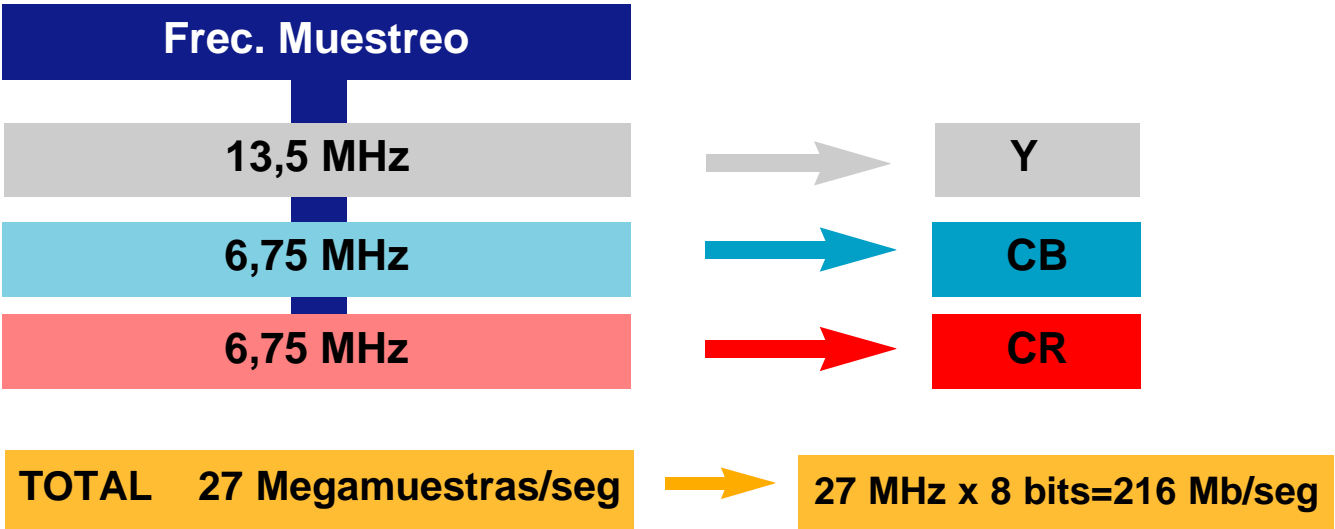 Frec. Muestreo
13,5 MHz
Y
6,75 MHz
CB
6,75 MHz
CR
TOTAL 27 Megamuestras/seg
27 MHz x 8 bits=216 Mb/seg